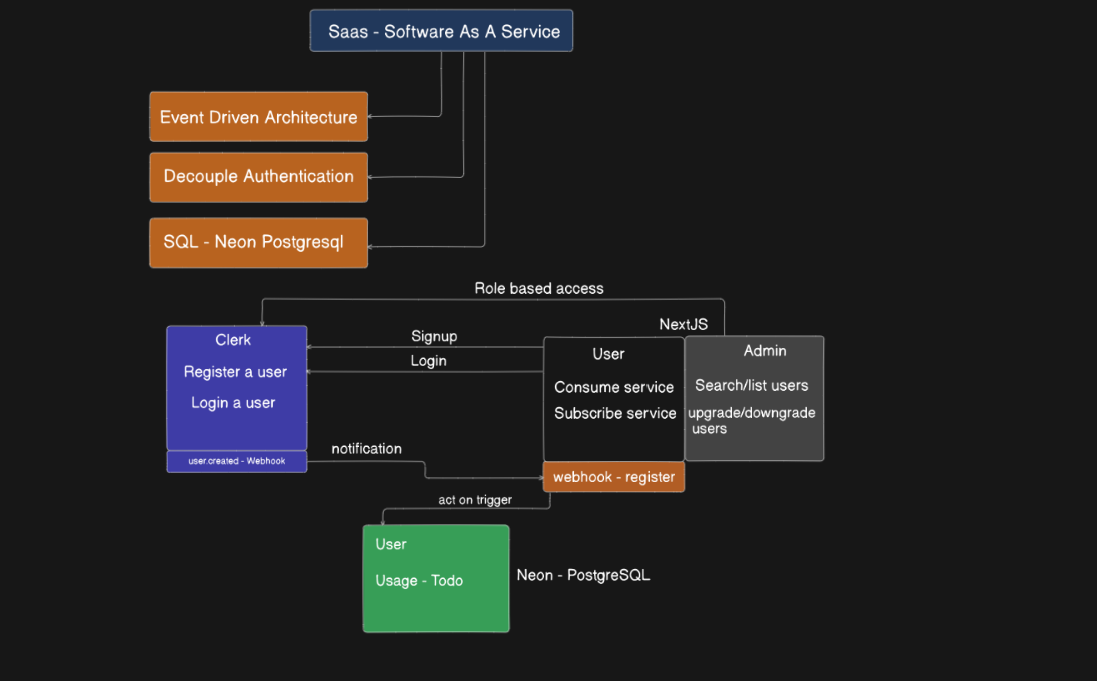 Saas - Software As A Service
Event Driven Architecture
Decouple Authentication
SQL - Neon Postgresql
Role based access
NextJS
Clerk
Register a user
Login a user
user.created - Webhook
Signup
Login
notification
User
Consume service
Subscribe service
webhook - register
Admin
Search/list users
upgrade/downgrade
users
act on trigger
User
Usage - Todo
Neon - PostgreSQL